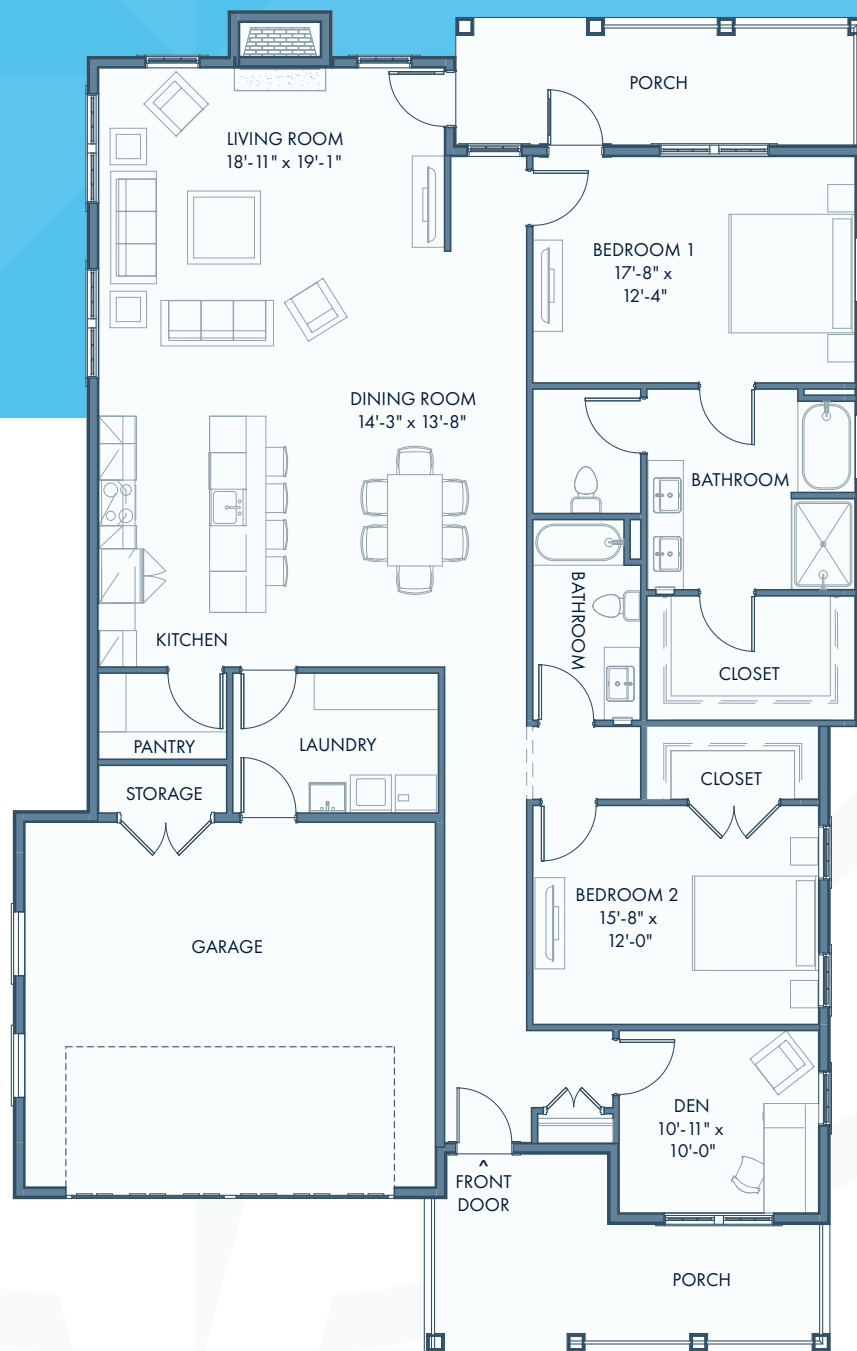 PORCH
LIVING ROOM
18'-11" x 19'-1"
BEDROOM 1
17'-8" x
12'-4"
DINING ROOM
14'-3" x 13'-8"
BATHROOM
BATHROOM
KITCHEN
CLOSET
PANTRY
LAUNDRY
STORAGE
CLOSET
BEDROOM 2
15'-8" x
12'-0"
GARAGE
DEN
10'-11" x
10'-0"
FRONT
DOOR
PORCH